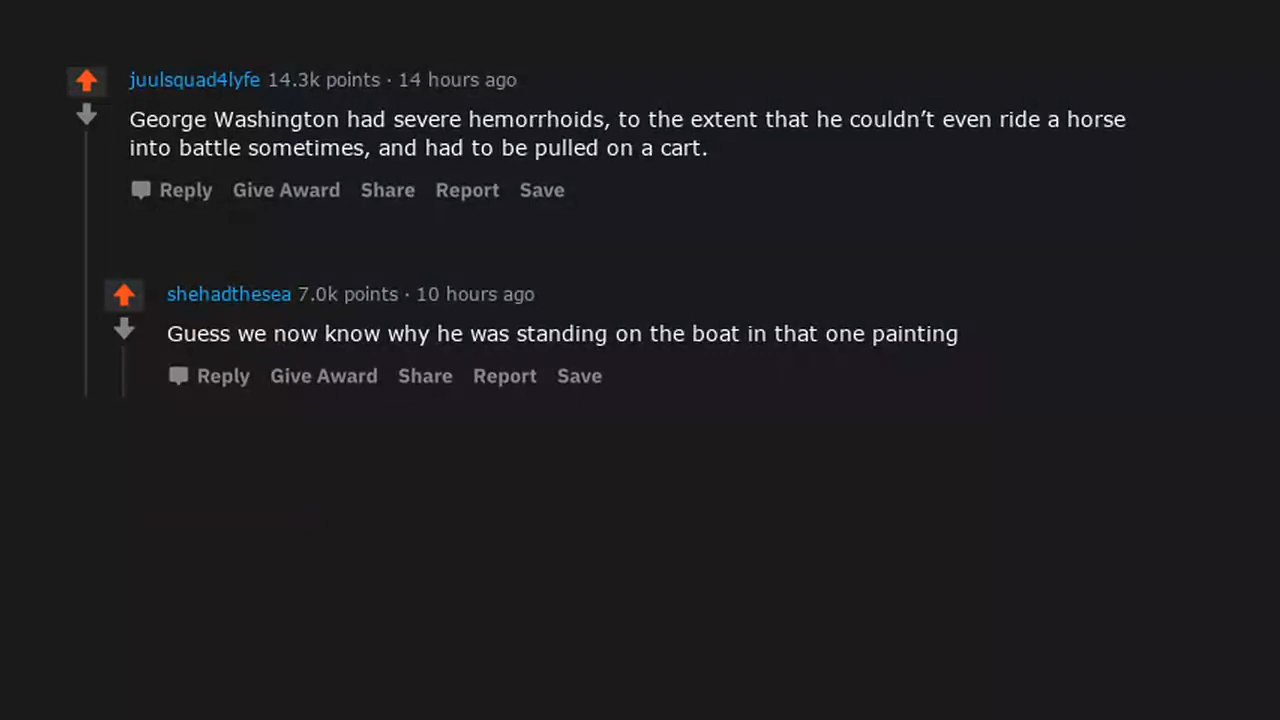 juulsquad4lyfe 14.3k points · 14 hours ago
George Washington had severe hemorrhoids, to the extent that he couldn’t even ride a horse
into battle sometimes, and had to be pulled on a cart.
Reply Give Award Share Report Save
shehadthesea 7.0k points · 10 hours ago
Guess we now know why he was standing on the boat in that one painting
Reply Give Award Share Report Save